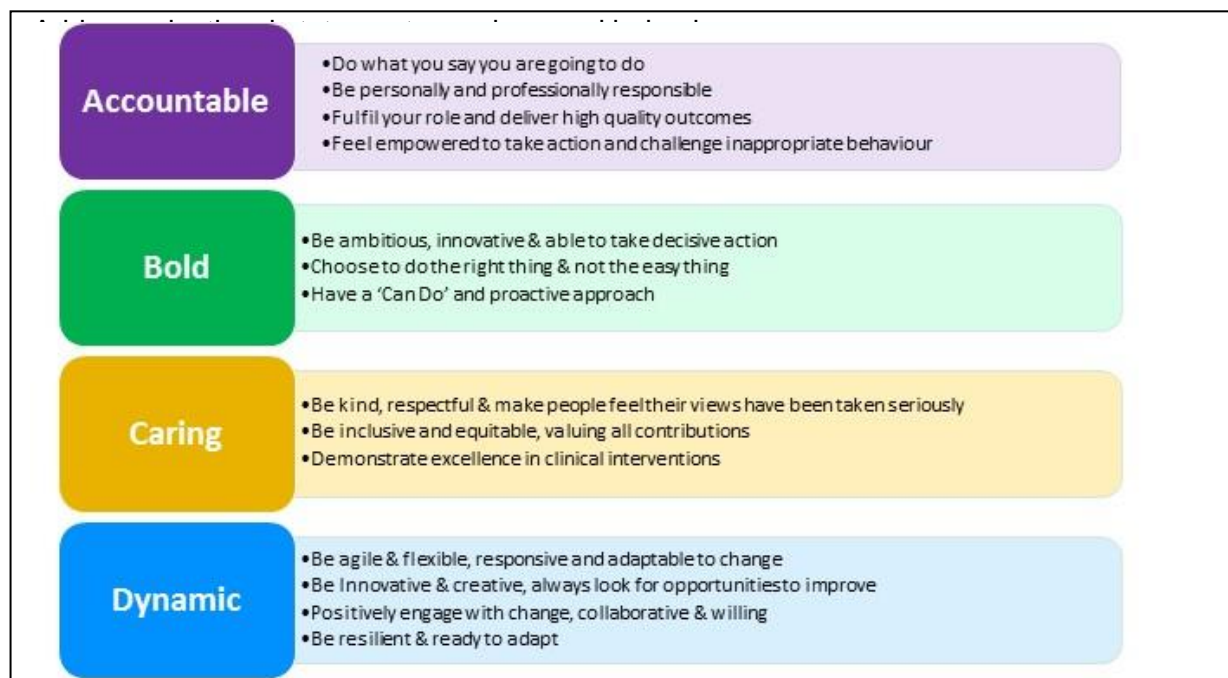 Accountable
•Do what you say you are going to do
•Be personally and professionally responsible
•Fulfil your role and deliver high quality outcomes
•Feel empowered to take action and challenge inappropriate behaviour
Bold
•Be ambitious, innovative & able to take decisive action
•Choose to do the right thing & not the easy thing
•Have a ‘Can Do’ and proactive approach
Caring
•Be kind, respectful & make people feel their views have been taken seriously
•Be inclusive and equitable, valuing all contributions
•Demonstrate excellence in clinical interventions
Dynamic
•Be agile & flexible, responsive and adaptable to change
•Be Innovative & creative, always look for opportunities to improve
•Positively engage with change, collaborative & willing
•Be resilient & ready to adapt